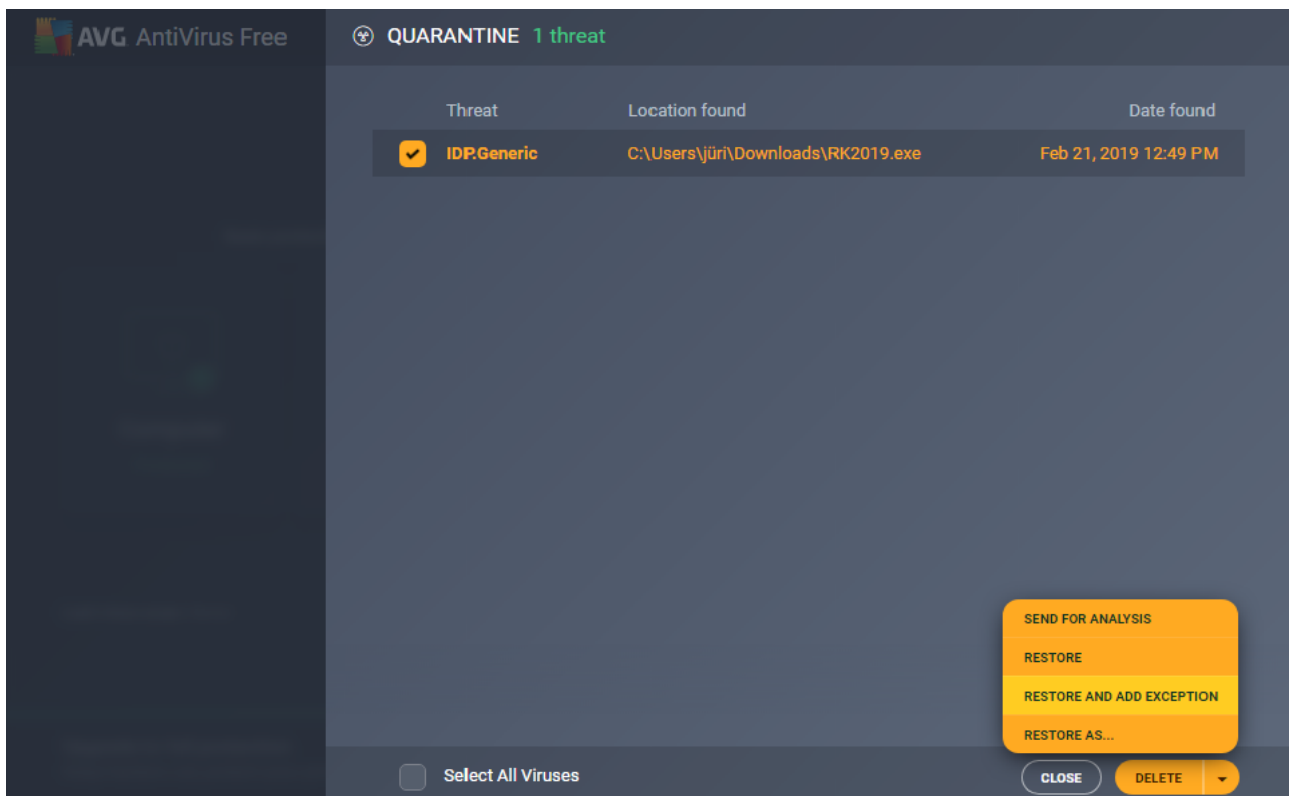 AVG AntiVirus Free
QUARANTINE 1 threat
Threat Location found Date found
IDP.Generic C:\Users\jüri\Downloads\RK2019.exe Feb 21, 2019 12:49 PM
SEND FOR ANALYSIS
RESTORE
RESTORE AND ADD EXCEPTION
RESTORE AS...
Select All Viruses CLOSE DELETE